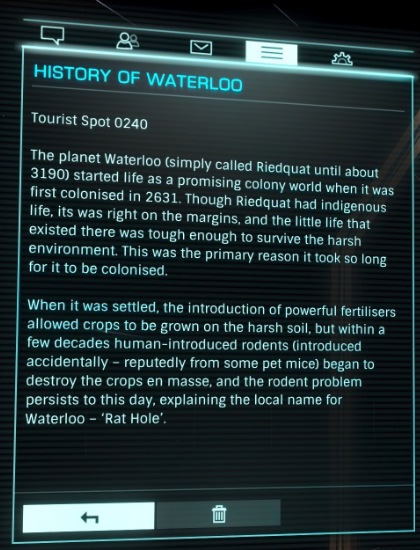 HISTORY OF WATERLOO
Tourist Spot 0240
The planet Waterloo (simply called Riedquat until about
3190) started life as a promising colony world when it was
first colonised in 2631. Though Riedquat had indigenous
life, its was right on the margins, and the little life that
existed there was tough enough to survive the harsh
environment. This was the primary reason it took so long
for it to be colonised.
When it was settled, the introduction of powerful fertilisers
allowed crops to be grown on the harsh soil, but within a
few decades human-introduced rodents (introduced
accidentally – reputedly from some pet mice) began to
destroy the crops en masse, and the rodent problem
persists to this day, explaining the local name for
Waterloo – ‘Rat Hole’.